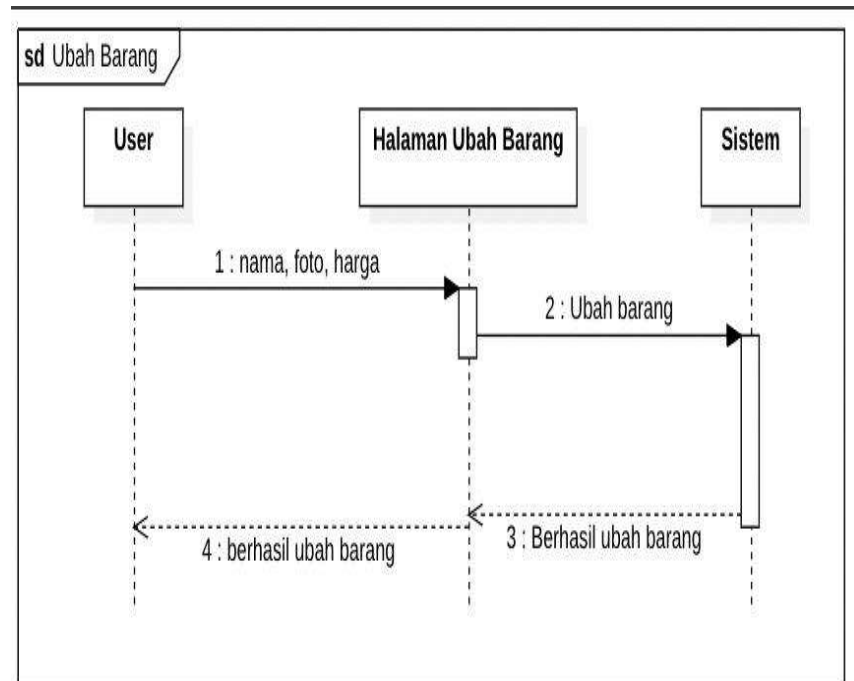 sd Ubah Barang
User
Halaman Ubah Barang
Sistem
1 : nama, foto, harga
2 : Ubah barang
3 : Berhasil ubah barang
4 : berhasil ubah barang